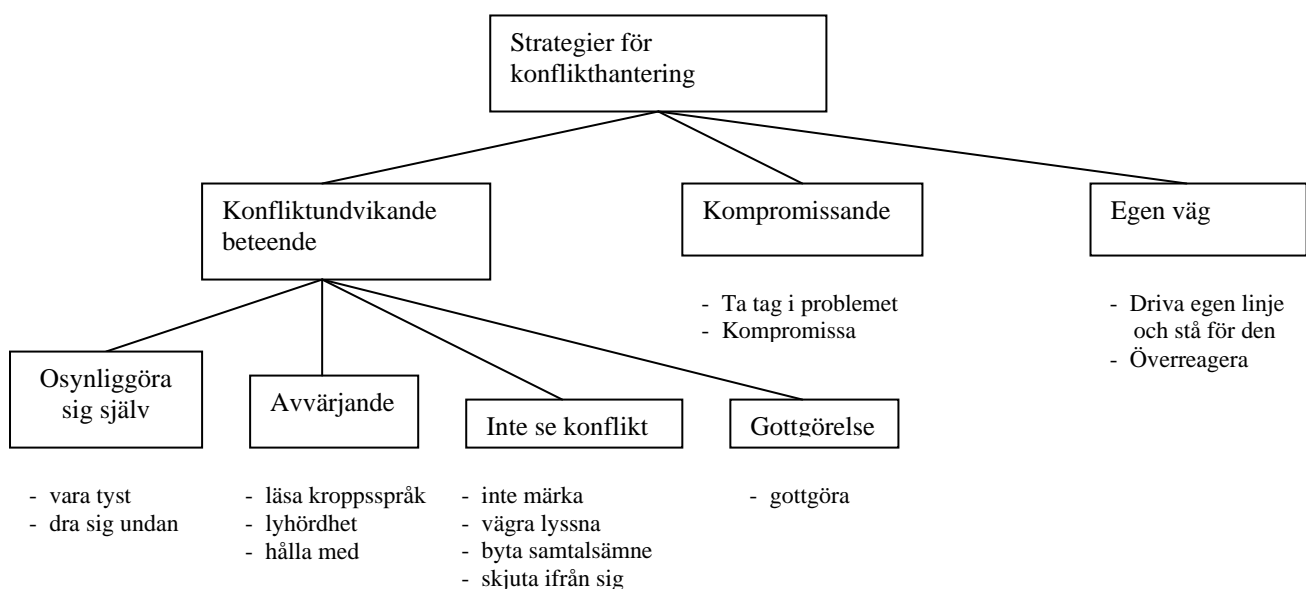 Strategier för
konflikthantering
Konfliktundvikande
beteende
Kompromissande
Egen väg
- Ta tag i problemet
- Kompromissa
- Driva egen linje
och stå för den
- Överreagera
Osynliggöra
sig själv
Avvärjande
Inte se konflikt
Gottgörelse
- vara tyst
- dra sig undan
- läsa kroppsspråk
- lyhördhet
- hålla med
- inte märka
- vägra lyssna
- byta samtalsämne
- skjuta ifrån sig
- gottgöra